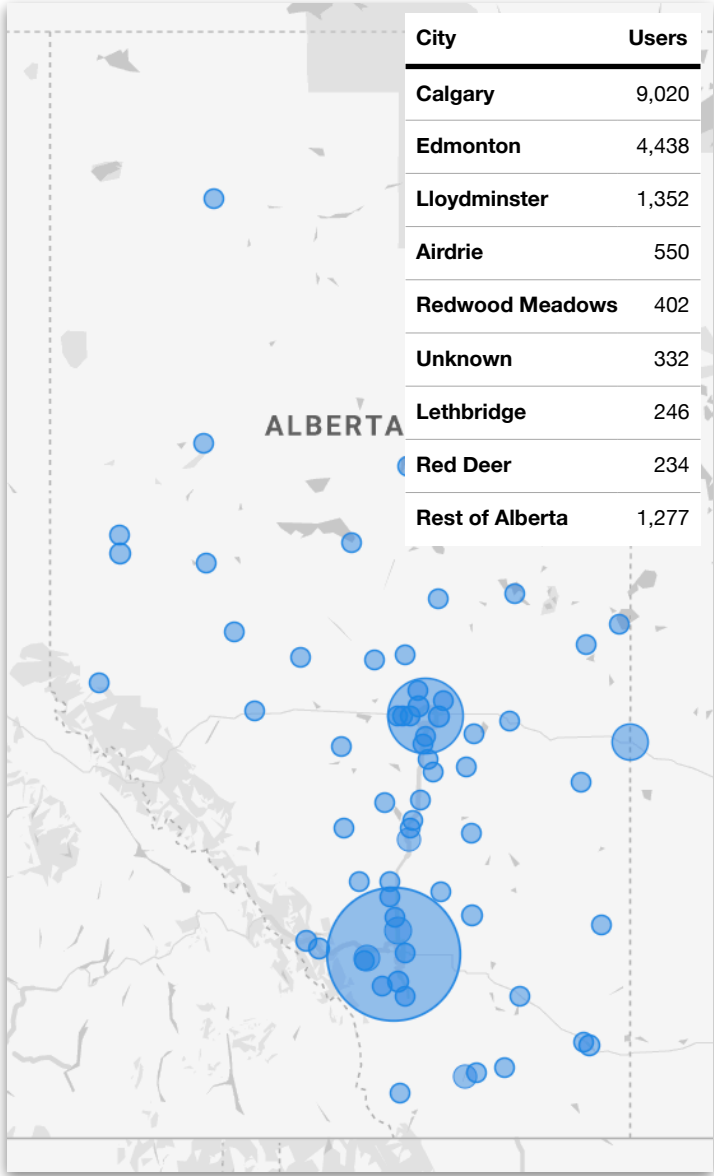 City Users
Calgary 9,020
Edmonton 4,438
Lloydminster 1,352
Airdrie 550
Redwood Meadows 402
Unknown 332
ALBERTA
Lethbridge 246
Red Deer 234
Rest of Alberta 1,277